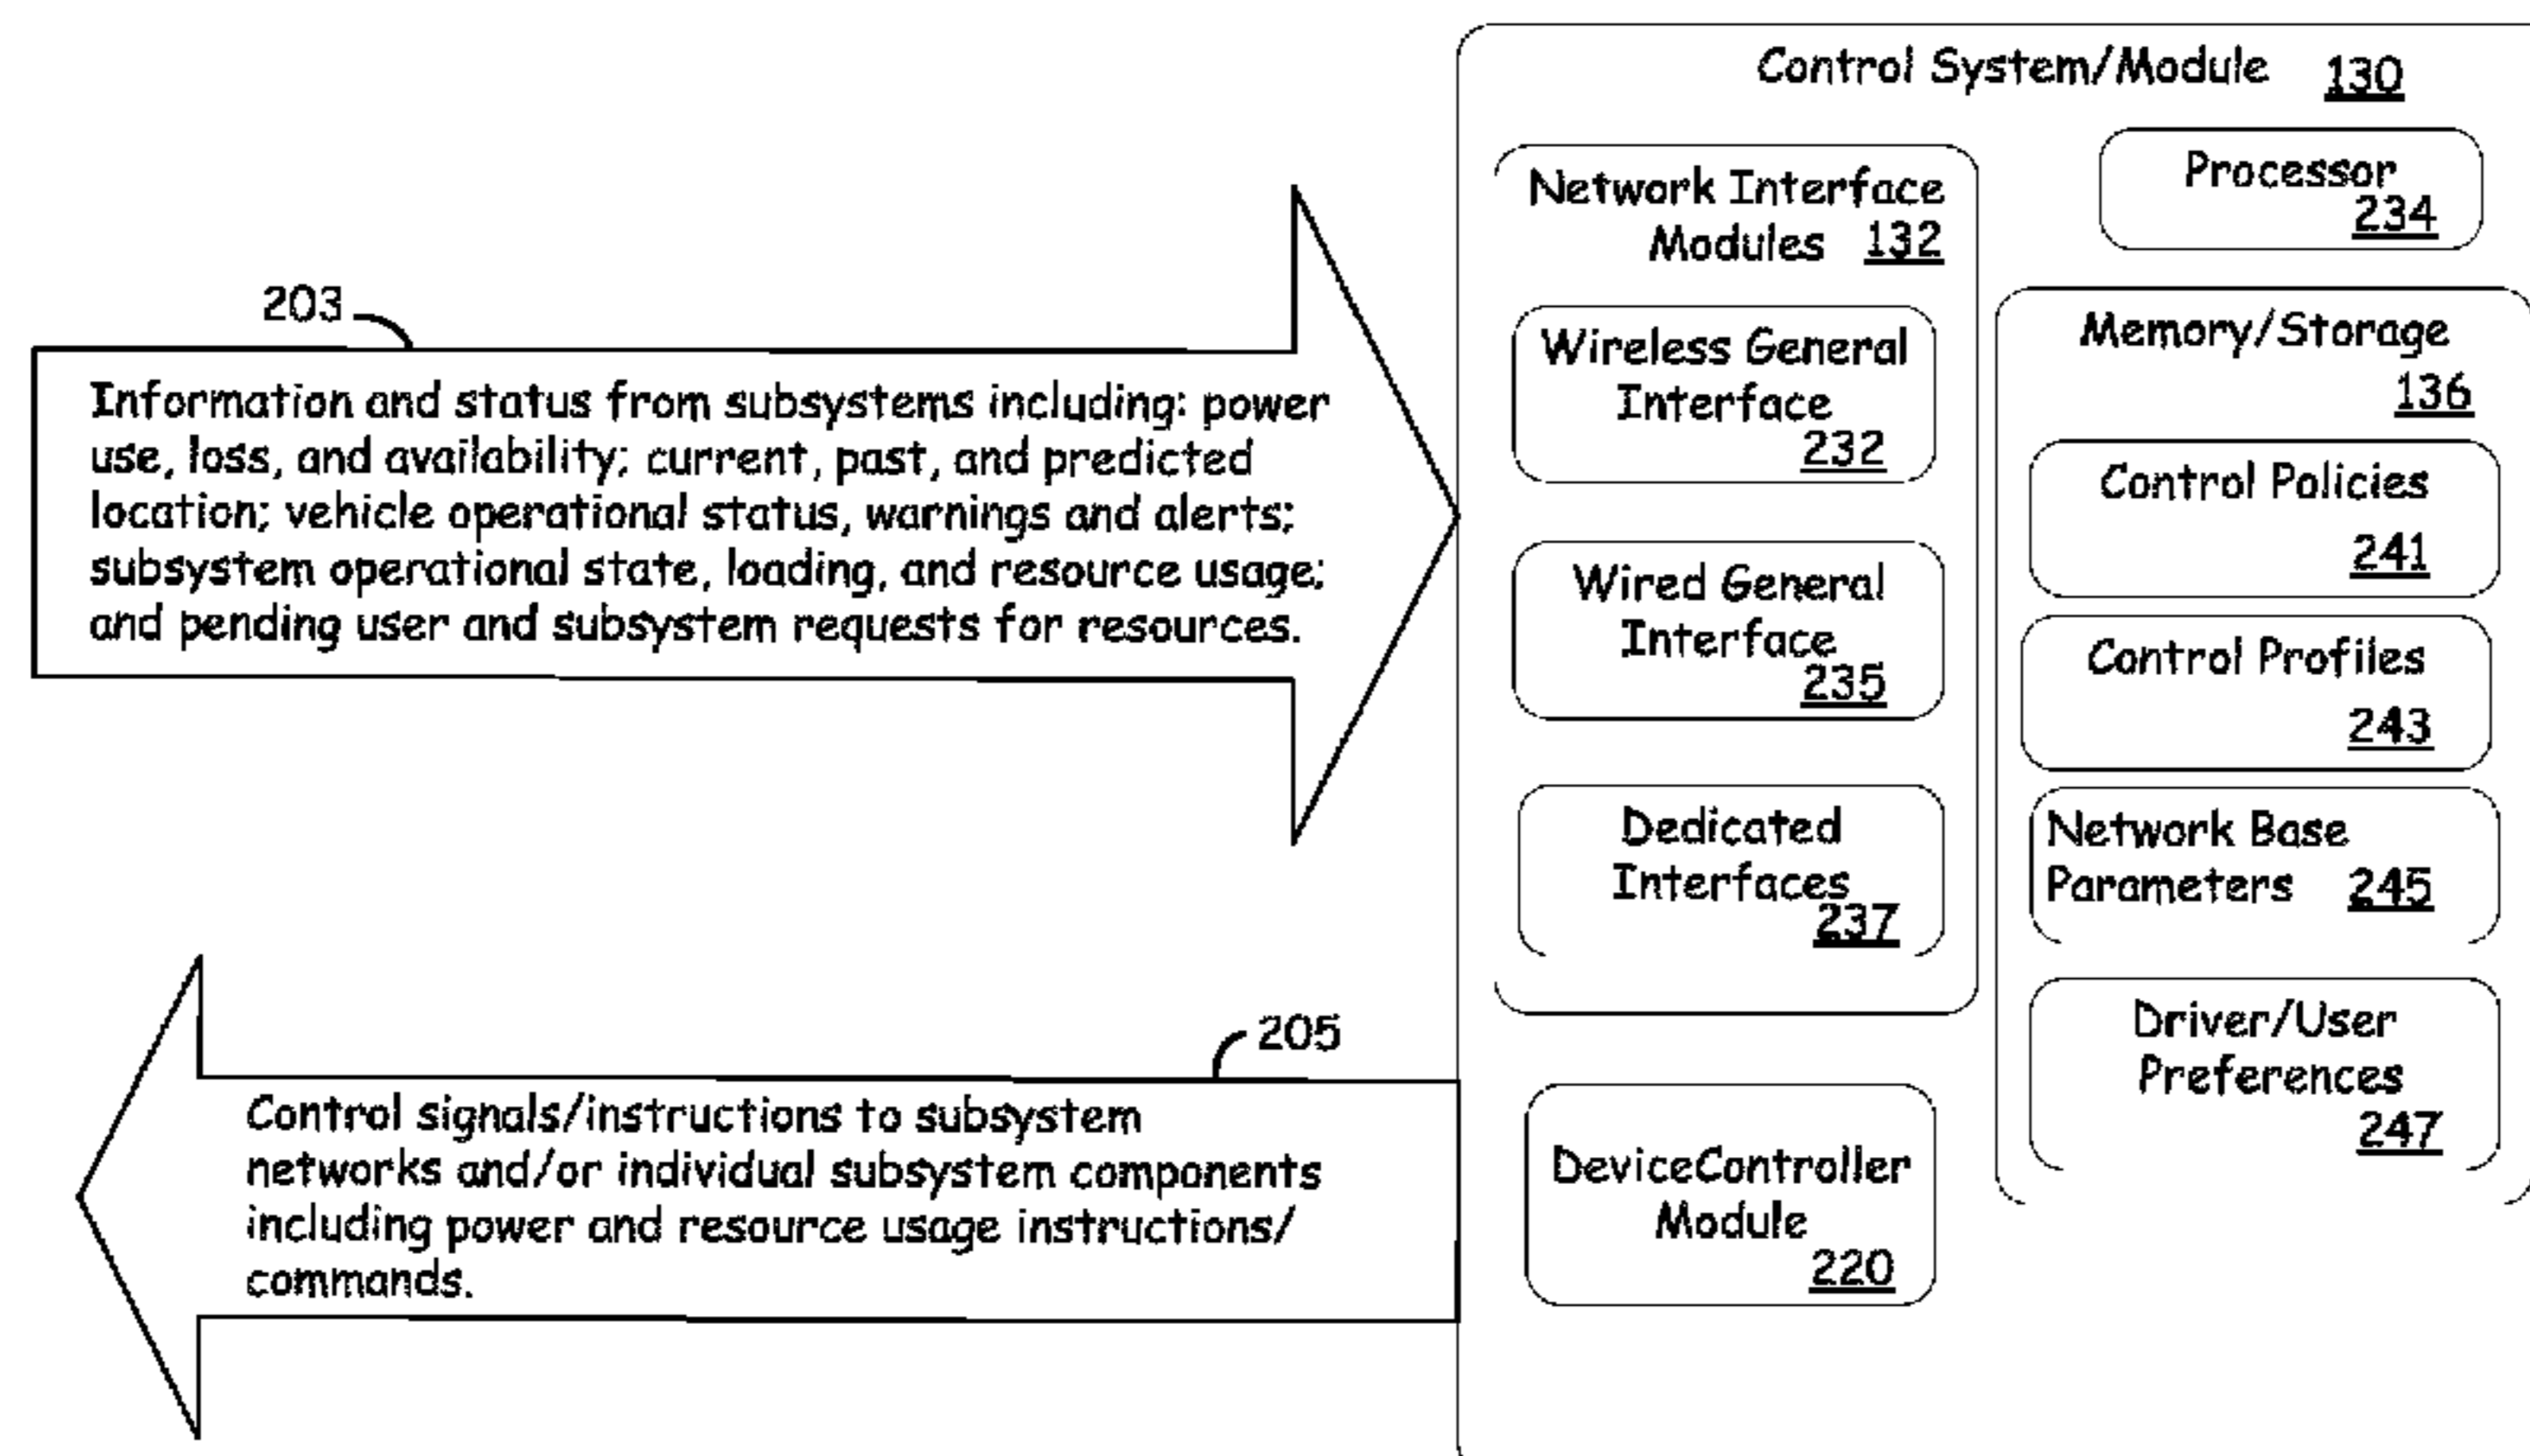 203
Information and status from subsystems including: power
use, loss, and availability; current, past, and predicted
location; vehicle operational status, warnings and alerts;
subsystem operational state, loading, and resource usage;
and pending user and subsystem requests for resources.
205
Control signals/instructions to subsystem
networks and/or individual subsystem components
including power and resource usage instructions/
commands.
Control System/Module 130
Network Interface
Modules 132
Wireless General
Interface
232
Wired General
Interface
235
Dedicated
Interfaces
237
DeviceController
Module
220
Processor
234
Memory/Storage
136
Control Policies
241
Control Profiles
243
Network Base
Parameters 245
Driver/User
Preferences
247